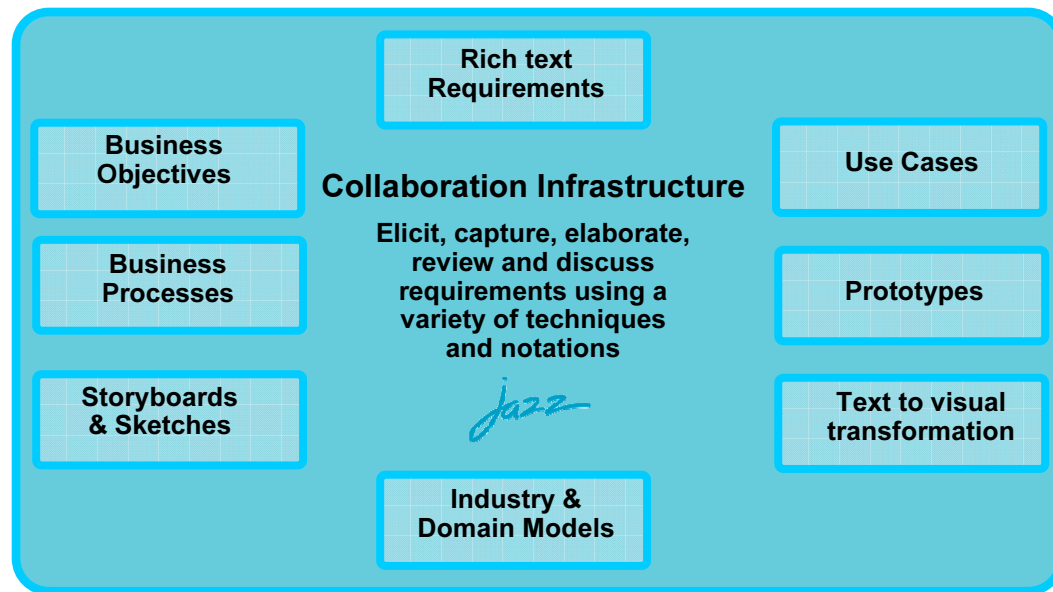 Rich text
Requirements
Business
Objectives
Use Cases
Collaboration Infrastructure
Elicit, capture, elaborate,
review and discuss
requirements using a
variety of techniques
and notations
Business
Processes
Prototypes
Storyboards
& Sketches
jazz
Text to visual
transformation
Industry &
Domain Models